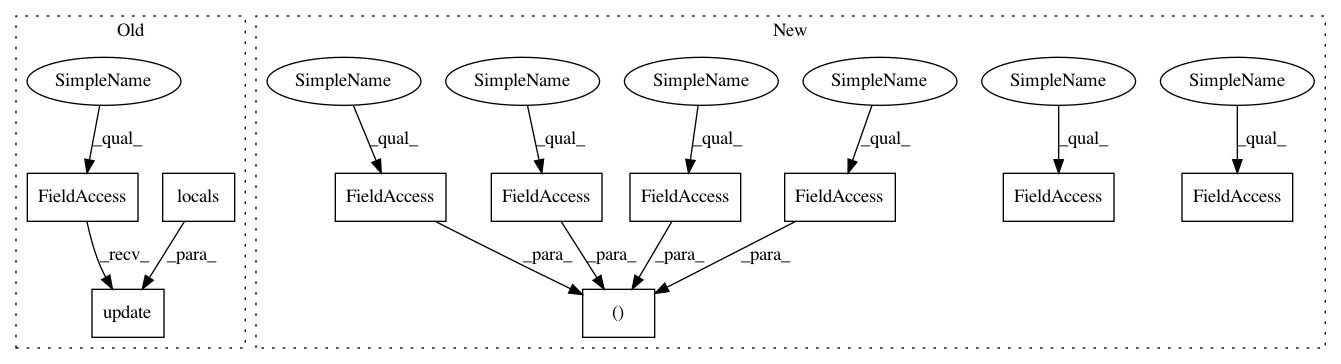 Old
New
SimpleName
SimpleName
SimpleName
SimpleName
SimpleName
SimpleName
SimpleName
_qual_
_qual_
_qual_
_qual_
_qual_
_qual_
_qual_
FieldAccess
locals
FieldAccess
FieldAccess
FieldAccess
FieldAccess
FieldAccess
FieldAccess
_recv_
_para_
_para_
_para_
_para_
_para_
update
()